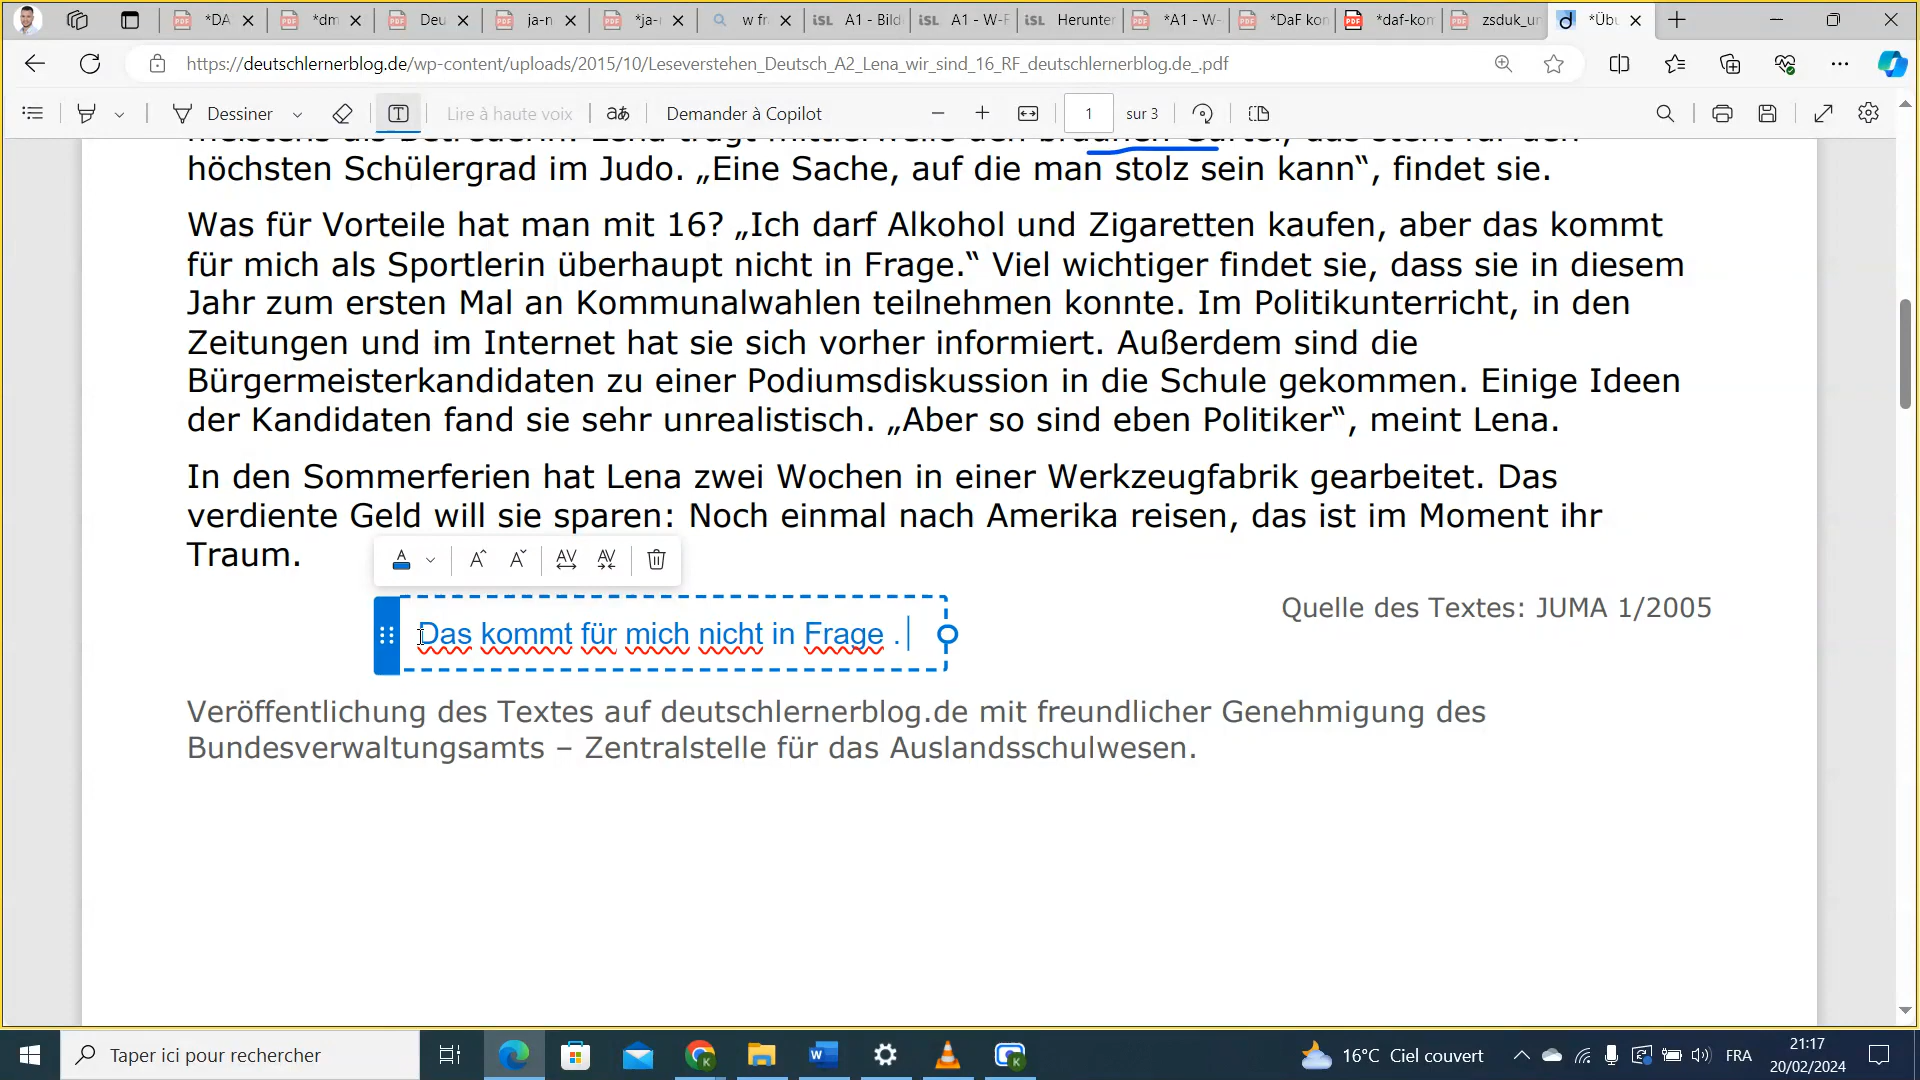 *DA
*dm
Deu
ja-n
*ja-
w fr
iSL A1 - Bild
iSL A1 - W-F
iSL Herunter
*A1 - W-
*DaF kon
*daf-kon
zsduk_ur
*Übu
https://deutschlernerblog.de/wp-content/uploads/2015/10/Leseverstehen_Deutsch_A2_Lena_wir_sind_16_RF_deutschlernerblog.de_.pdf
Dessiner
Lire à haute voix
aあ
Demander à Copilot
1 sur 3
höchsten Schülergrad im Judo. „Eine Sache, auf die man stolz sein kann“, findet sie.
Was für Vorteile hat man mit 16? „Ich darf Alkohol und Zigaretten kaufen, aber das kommt
für mich als Sportlerin überhaupt nicht in Frage.“ Viel wichtiger findet sie, dass sie in diesem
Jahr zum ersten Mal an Kommunalwahlen teilnehmen konnte. Im Politikunterricht, in den
Zeitungen und im Internet hat sie sich vorher informiert. Außerdem sind die
Bürgermeisterkandidaten zu einer Podiumsdiskussion in die Schule gekommen. Einige Ideen
der Kandidaten fand sie sehr unrealistisch. „Aber so sind eben Politiker“, meint Lena.
In den Sommerferien hat Lena zwei Wochen in einer Werkzeugfabrik gearbeitet. Das
verdiente Geld will sie sparen: Noch einmal nach Amerika reisen, das ist im Moment ihr
Traum.
Quelle des Textes: JUMA 1/2005
Das kommt für mich nicht in Frage .
Veröffentlichung des Textes auf deutschlernerblog.de mit freundlicher Genehmigung des
Bundesverwaltungsamts – Zentralstelle für das Auslandsschulwesen.
Taper ici pour rechercher
16°C Ciel couvert
FRA
21:17
20/02/2024